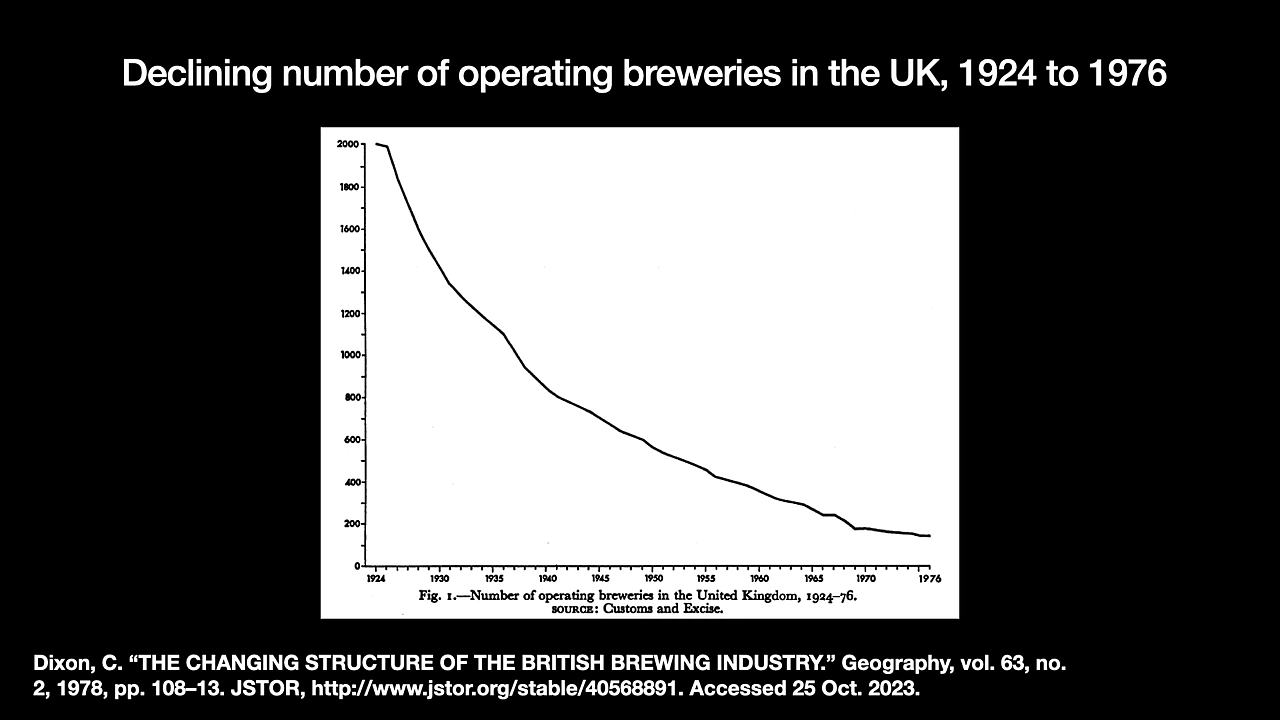 Declining number of operating breweries in the UK, 1924 to 1976
2000
1800
1600
1400
1200
1000
800
600
400
200
0
1924 1930 1935 1940 1945 1950 1955 1960 1965 1970 1976
Fig. 1.—Number of operating breweries in the United Kingdom, 1924–76.
SOURCE: Customs and Excise.
Dixon, C. “THE CHANGING STRUCTURE OF THE BRITISH BREWING INDUSTRY.” Geography, vol. 63, no.
2, 1978, pp. 108–13. JSTOR, http://www.jstor.org/stable/40568891. Accessed 25 Oct. 2023.